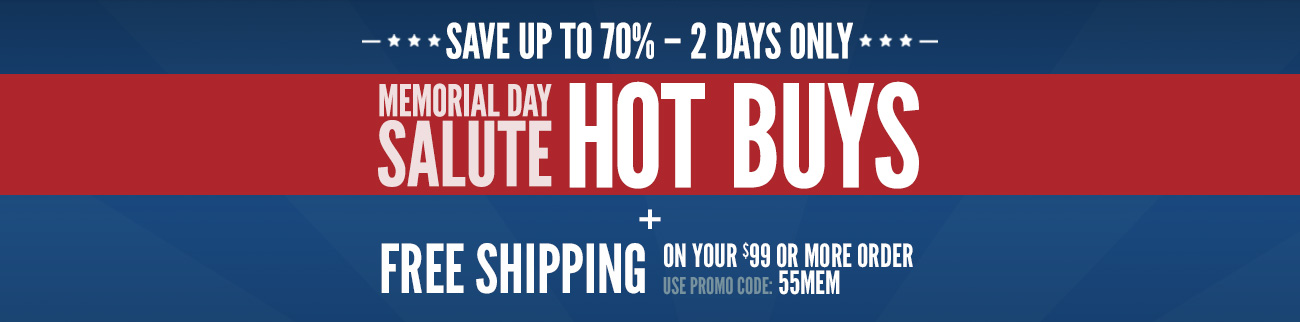 SAVE UP TO 70% – 2 DAYS ONLY
MEMORIAL DAY
SALUTE
HOT BUYS
+
FREE SHIPPING
ON YOUR $99 OR MORE ORDER
USE PROMO CODE: 55MEM